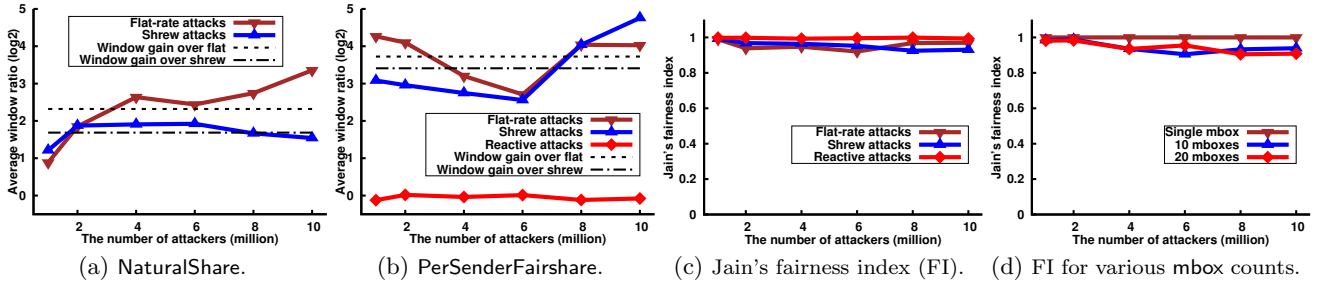 Average window ratio (log2)
5
4
3
2
1
0
Flat-rate attacks
Shrew attacks
Window gain over flat
Window gain over shrew
2 4 6 8 10
The number of attackers (million)
(a) NaturalShare.
Average window ratio (log2)
5
4
3
2
1
0
Flat-rate attacks
Shrew attacks
Reactive attacks
Window gain over flat
Window gain over shrew
2 4 6 8 10
The number of attackers (million)
(b) PerSenderFairshare.
Jain's fairness index
1
0.8
0.6
0.4
0.2
0
Flat-rate attacks
Shrew attacks
Reactive attacks
2 4 6 8 10
The number of attackers (million)
(c) Jain's fairness index (FI).
Jain's fairness index
1
0.8
0.6
0.4
0.2
0
Single mbox
10 mboxes
20 mboxes
2 4 6 8 10
The number of attackers (million)
(d) FI for various mbox counts.